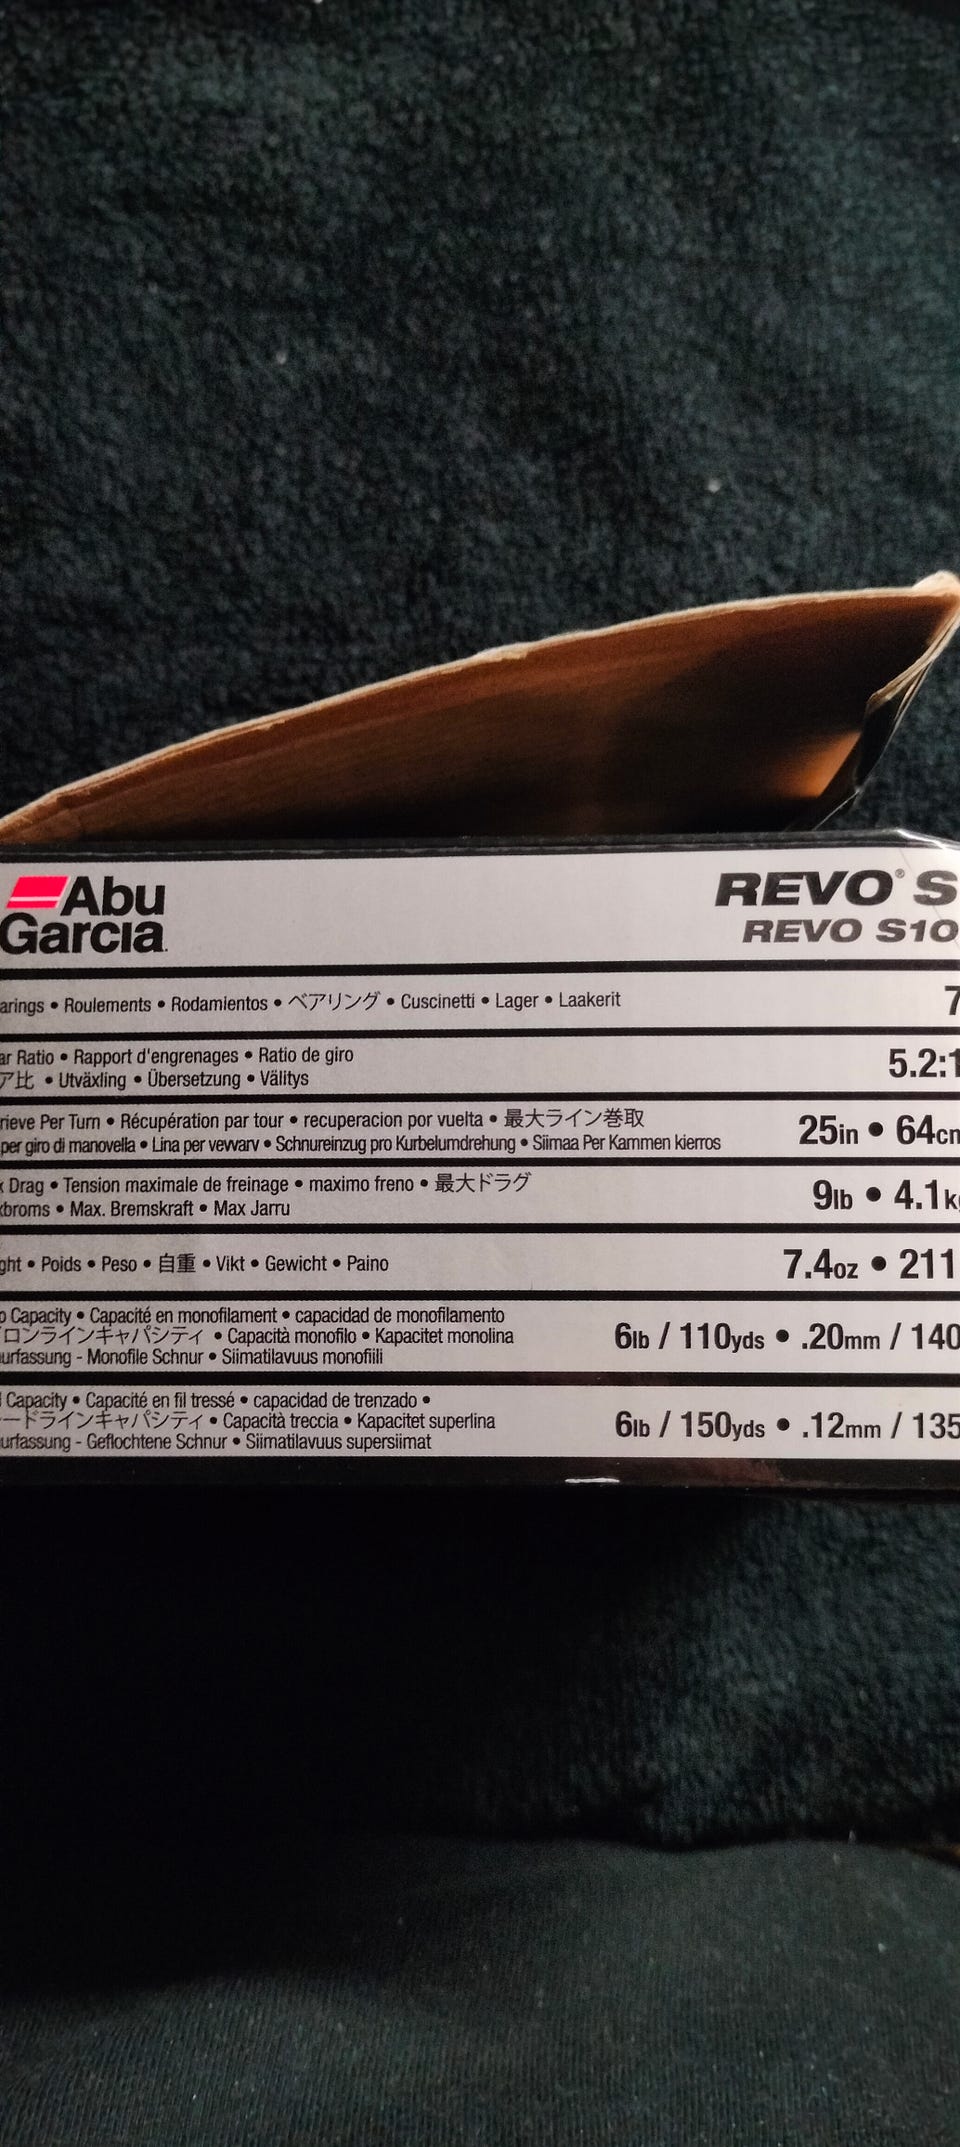 Abu
Garcia
REVO® S
REVO S10
arings • Roulements • Rodamientos • ベアリング • Cuscinetti • Lager • Laakerit
7
ar Ratio • Rapport d'engrenages • Ratio de giro
ア比 • Utväxling • Übersetzung • Välitys
5.2:1
rieve Per Turn • Récupération par tour • recuperacion por vuelta • 最大ライン巻取
per giro di manovella • Lina per vevvarv • Schnureinzug pro Kurbelumdrehung • Siimaa Per Kammen kierros
25in • 64cm
x Drag • Tension maximale de freinage • maximo freno • 最大ドラグ
xbroms • Max. Bremskraft • Max Jarru
9lb • 4.1k
ght • Poids • Peso • 自重 • Vikt • Gewicht • Paino
7.4oz • 211
o Capacity • Capacité en monofilament • capacidad de monofilamento
ロンラインキャパシティ • Capacità monofilo • Kapacitet monolina
urfassung - Monofile Schnur • Siimatilavuus monofiili
6lb / 110yds • .20mm / 140
Capacity • Capacité en fil tressé • capacidad de trenzado •
ードラインキャパシティ • Capacità treccia • Kapacitet superlina
urfassung - Geflochtene Schnur • Siimatilavuus supersiimat
6lb / 150yds • .12mm / 135